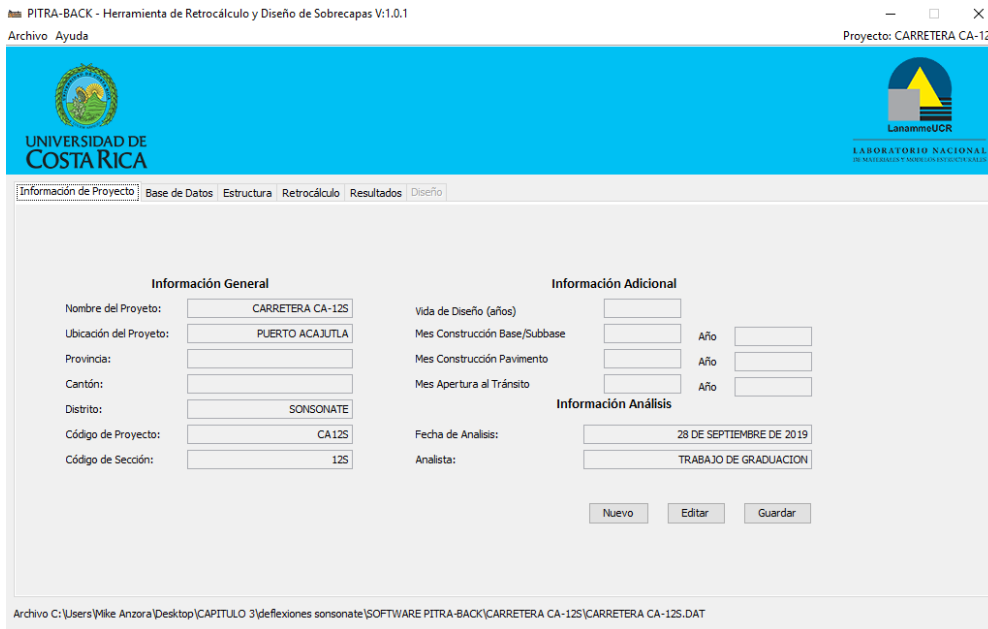 PITRA-BACK - Herramienta de Retrocálculo y Diseño de Sobrecapas V:1.0.1
Archivo Ayuda
Proyecto: CARRETERA CA-12
UNIVERSIDAD DE
COSTA RICA
LanammeUCR
LABORATORIO NACIONAL
DE MATERIALES Y MODELOS ESTRUCTURALES
Información de Proyecto Base de Datos Estructura Retrocálculo Resultados Diseño
Información General
Nombre del Proyeto: CARRETERA CA-12S
Ubicación del Proyeto: PUERTO ACAJUTLA
Provincia:
Cantón:
Distrito: SONSONATE
Código de Proyecto: CA12S
Código de Sección: 12S
Información Adicional
Vida de Diseño (años)
Mes Construcción Base/Subbase Año
Mes Construcción Pavimento Año
Mes Apertura al Tránsito Año
Información Análisis
Fecha de Analisis: 28 DE SEPTIEMBRE DE 2019
Analista: TRABAJO DE GRADUACION
Nuevo Editar Guardar
Archivo C:\Users\Mike Anzora\Desktop\CAPITULO 3\deflexiones sonsonate\SOFTWARE PITRA-BACK\CARRETERA CA-12S\CARRETERA CA-12S.DAT